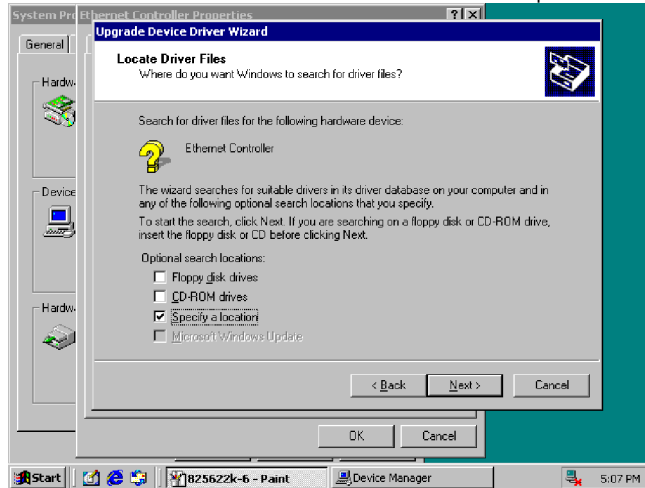 System Pro
Ethernet Controller Properties
Upgrade Device Driver Wizard
General
Locate Driver Files
Where do you want Windows to search for driver files?
Hardw
Search for driver files for the following hardware device:
Ethernet Controller
Device
The wizard searches for suitable drivers in its driver database on your computer and in
any of the following optional search locations that you specify.
To start the search, click Next. If you are searching on a floppy disk or CD-ROM drive,
insert the floppy disk or CD before clicking Next.
Optional search locations:
Floppy disk drives
CD-ROM drives
Hardw
Specify a location
Microsoft Windows Update
< Back
Next >
Cancel
OK
Cancel
Start
825622k-6 - Paint
Device Manager
5:07 PM